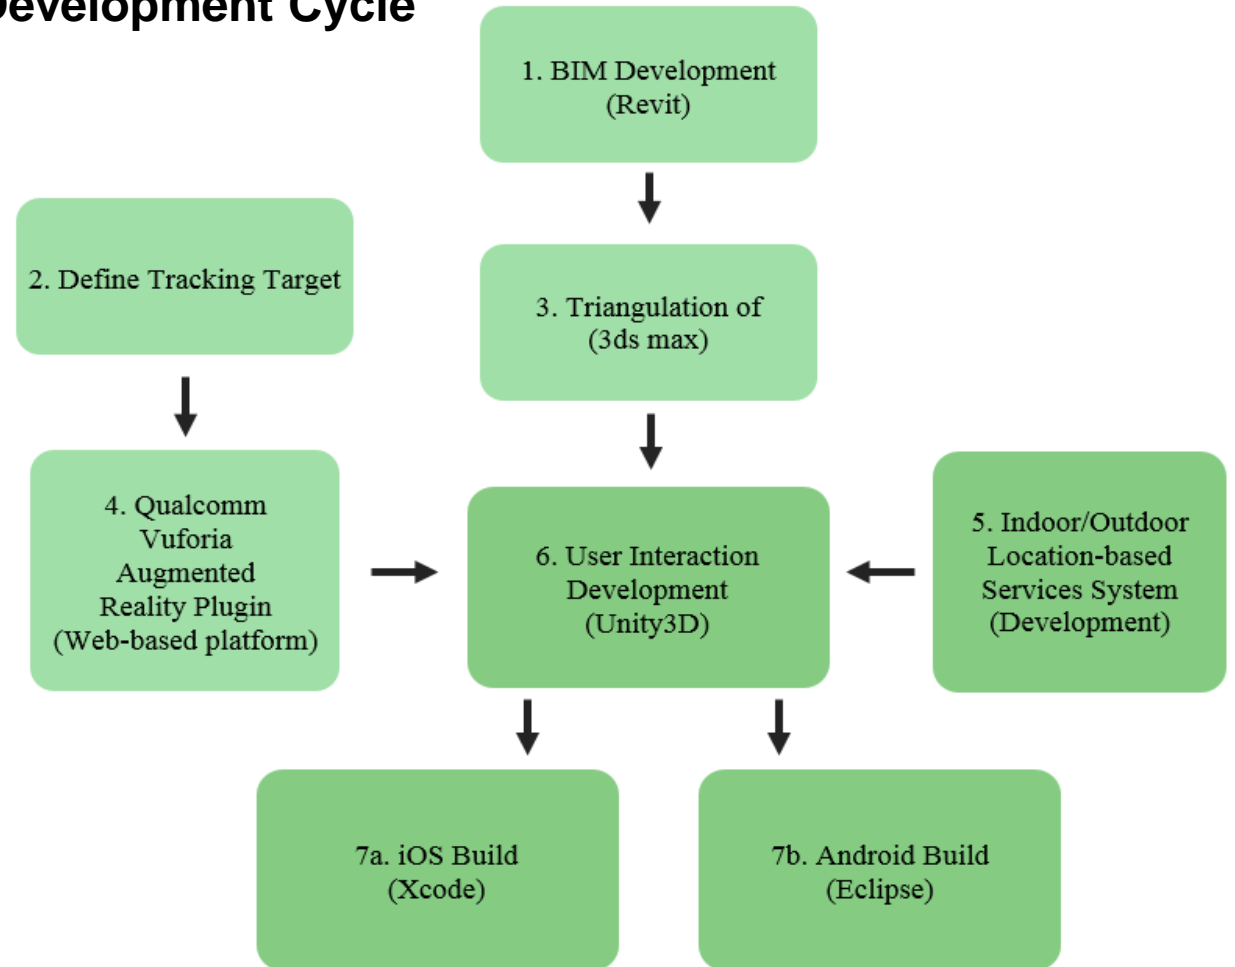 Development Cycle
1. BIM Development
(Revit)
2. Define Tracking Target
3. Triangulation of
(3ds max)
4. Qualcomm
Vuforia
Augmented
Reality Plugin
(Web-based platform)
5. Indoor/Outdoor
Location-based
Services System
(Development)
6. User Interaction
Development
(Unity3D)
7a. iOS Build
(Xcode)
7b. Android Build
(Eclipse)